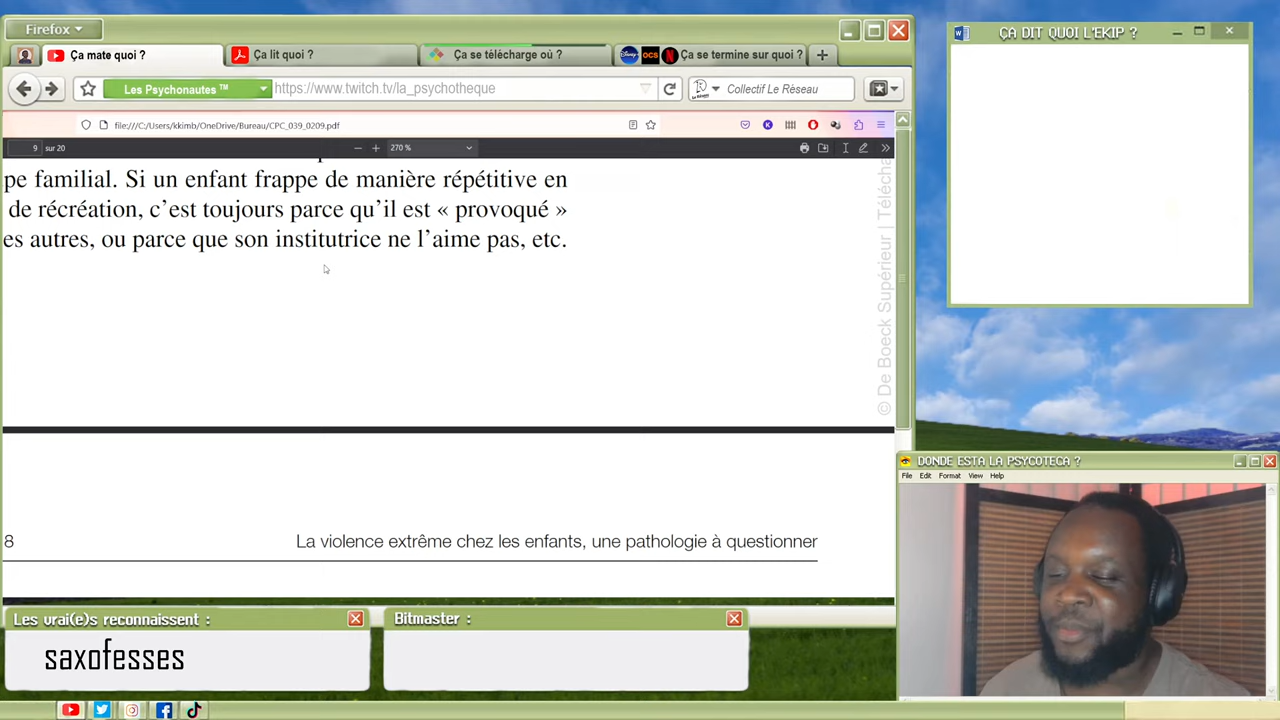 Firefox
Ça mate quoi ?
Ça lit quoi ?
Ça se télécharge où ?
Disney+
OCS
Ça se termine sur quoi ?
Les Psychonautes ™
https://www.twitch.tv/la_psychotheque
Collectif Le Réseau
file:///C:/Users/kkimb/OneDrive/Bureau/CPC_039_0209.pdf
9 sur 20
270 %
pe familial. Si un enfant frappe de manière répétitive en
de récréation, c’est toujours parce qu’il est « provoqué »
es autres, ou parce que son institutrice ne l’aime pas, etc.
© De Boeck Supérieur | Télécha
8
La violence extrême chez les enfants, une pathologie à questionner
ÇA DIT QUOI L'EKIP ?
DONDE ESTA LA PSYCOTECA ?
File Edit Format View Help
Les vrai(e)s reconnaissent :
saxofesses
Bitmaster :